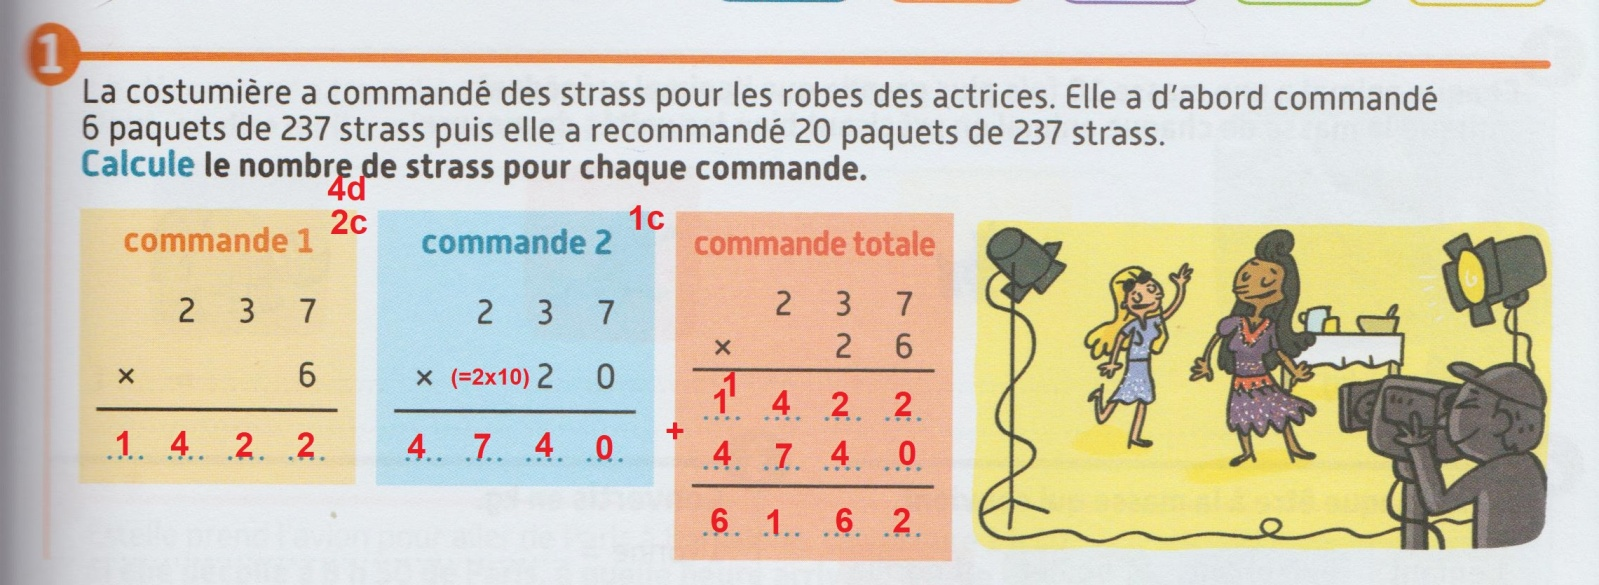 1
La costumière a commandé des strass pour les robes des actrices. Elle a d'abord commandé
6 paquets de 237 strass puis elle a recommandé 20 paquets de 237 strass.
Calcule le nombre de strass pour chaque commande.
4d
2c
commande 1
2 3 7
× 6
1 4 2 2
1c
commande 2
2 3 7
× (=2x10) 2 0
4 7 4 0
commande totale
2 3 7
× 2 6
1
1 4 2 2
+ 4 7 4 0
6 1 6 2